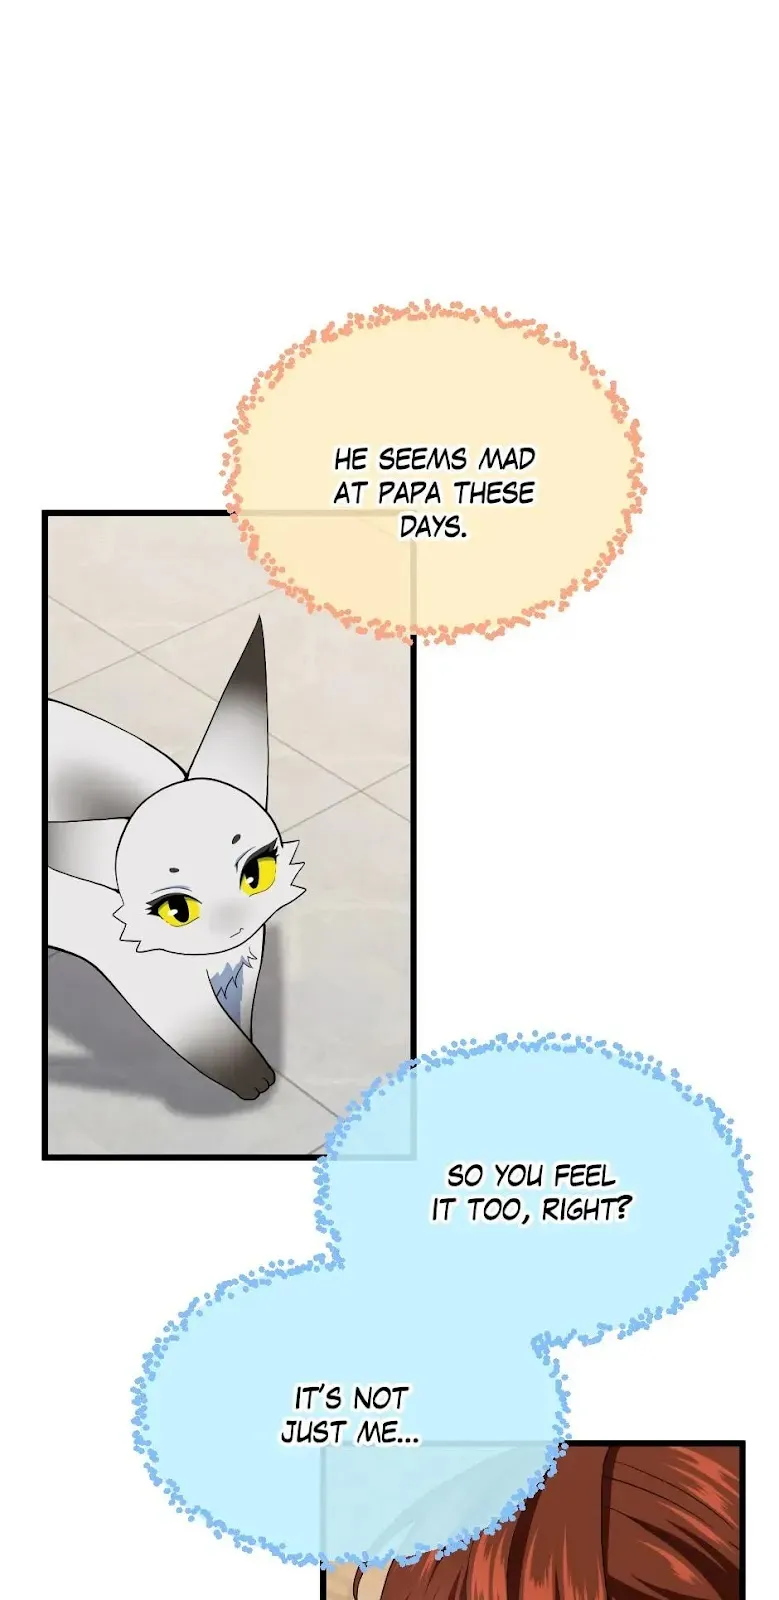 HE SEEMS MAD
AT PAPA THESE
DAYS.
SO YOU FEEL
IT TOO, RIGHT?
IT'S NOT
JUST ME...